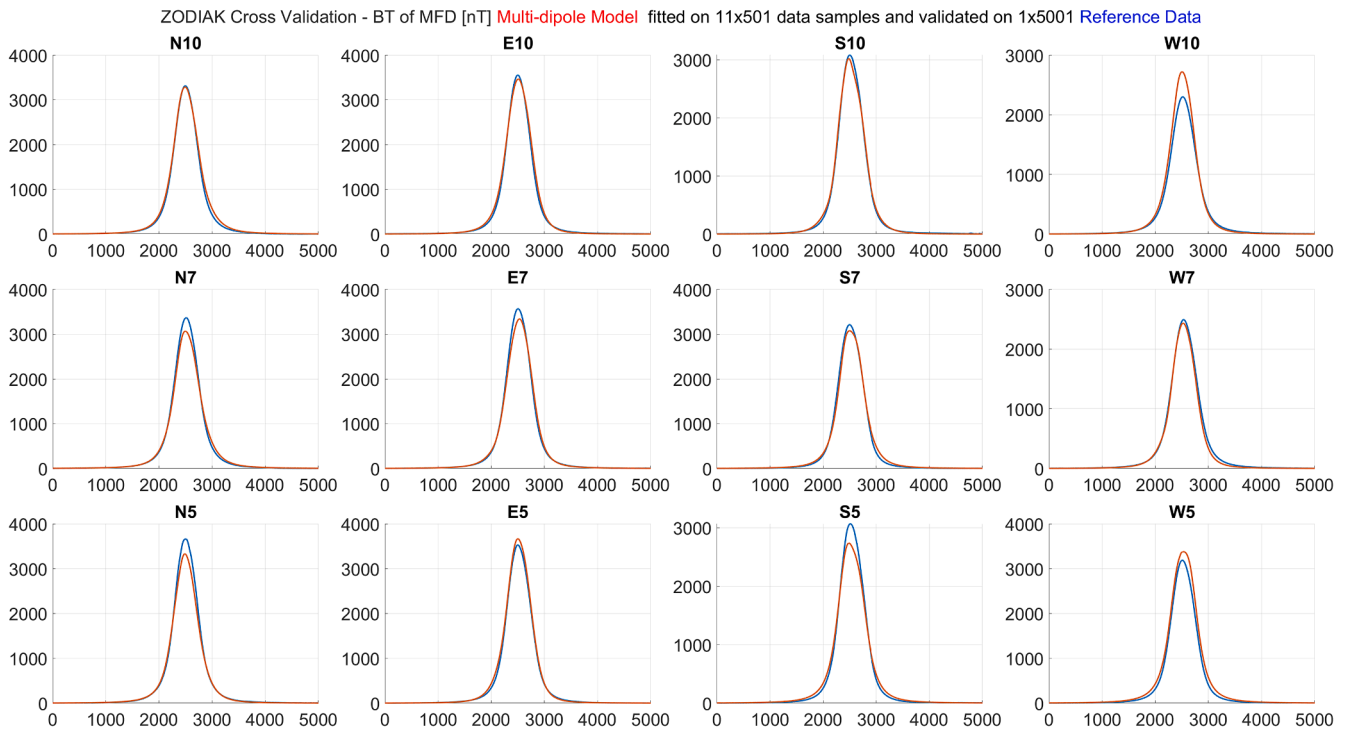 ZODIAK Cross Validation - BT of MFD [nT] Multi-dipole Model fitted on 11x501 data samples and validated on 1x5001 Reference Data
N10 E10 S10 W10
4000 4000 3000 3000
3000 3000 2000 2000
2000 2000 1000 1000
1000 1000 0 0
0 0
0 1000 2000 3000 4000 5000 0 1000 2000 3000 4000 5000 0 1000 2000 3000 4000 5000 0 1000 2000 3000 4000 5000
N7 E7 S7 W7
4000 4000 4000 3000
3000 3000 3000 2000
2000 2000 2000 1000
1000 1000 1000 0
0 0 0
0 1000 2000 3000 4000 5000 0 1000 2000 3000 4000 5000 0 1000 2000 3000 4000 5000 0 1000 2000 3000 4000 5000
N5 E5 S5 W5
4000 4000 3000 4000
3000 3000 2000 3000
2000 2000 1000 2000
1000 1000 0 1000
0 0 0
0 1000 2000 3000 4000 5000 0 1000 2000 3000 4000 5000 0 1000 2000 3000 4000 5000 0 1000 2000 3000 4000 5000